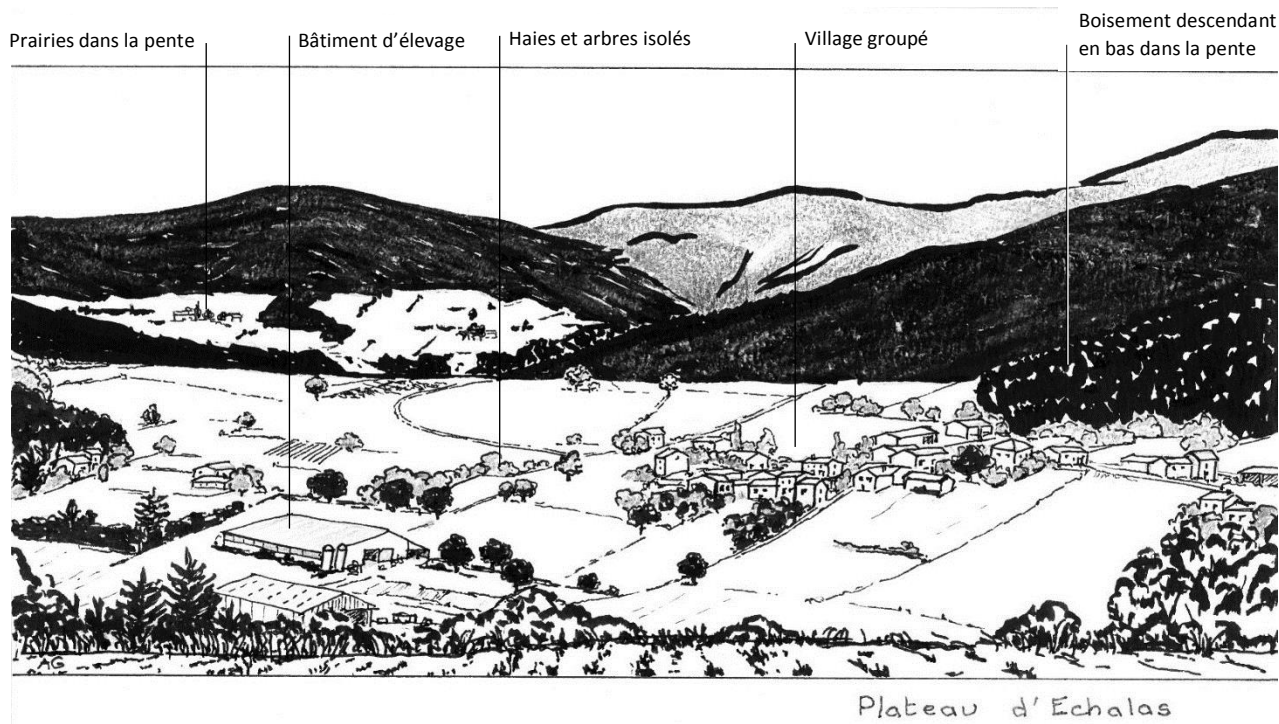 Prairies dans la pente
Bâtiment d’élevage
Haies et arbres isolés
Village groupé
Boisement descendant
en bas dans la pente
AG
Plateau d'Echalas